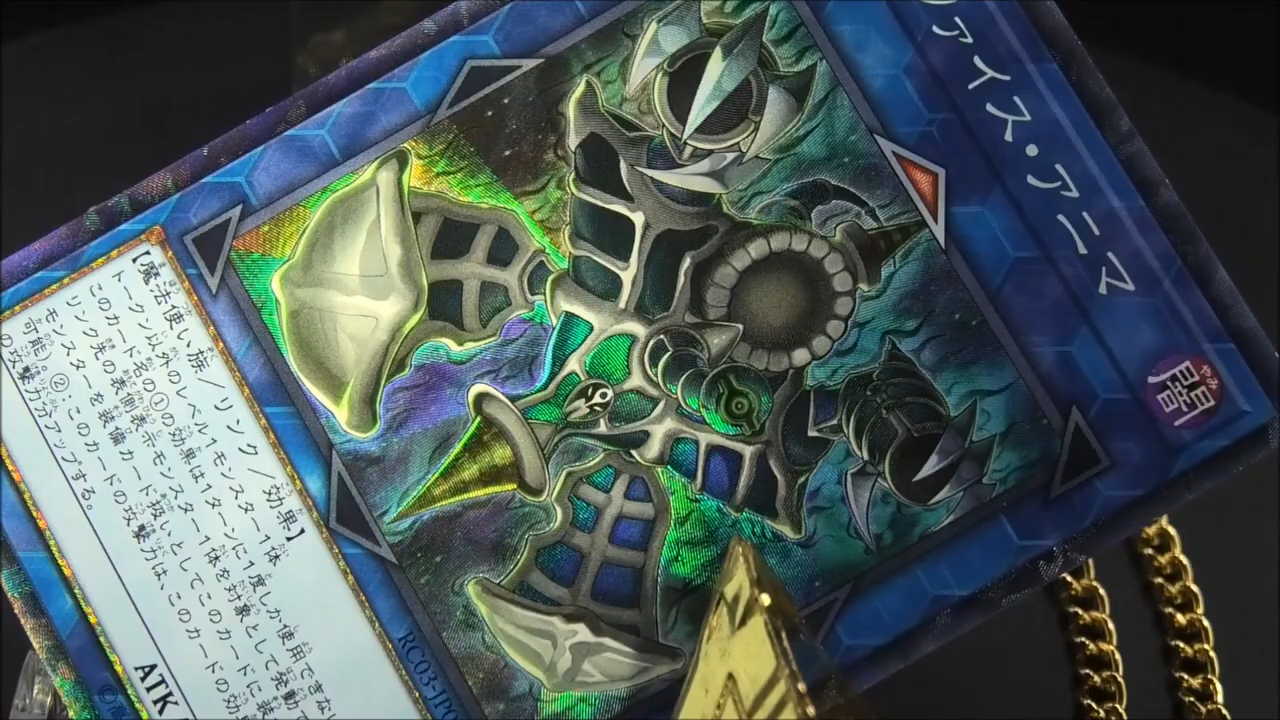 ァイス・アニマ
闇
やみ
【魔法使い族/リンク/効果】
トークン以外のレベル1モンスター1体
このカード名の①の効果は1ターンに1度しか使用できない
リンク先の表側表示モンスター1体を対象として発動で
モンスターを装備カード扱いとしてこのカードに装
可能)。②:このカードの攻撃力は、このカードの効
の攻撃力分アップする。
ATK
RC03-JP0